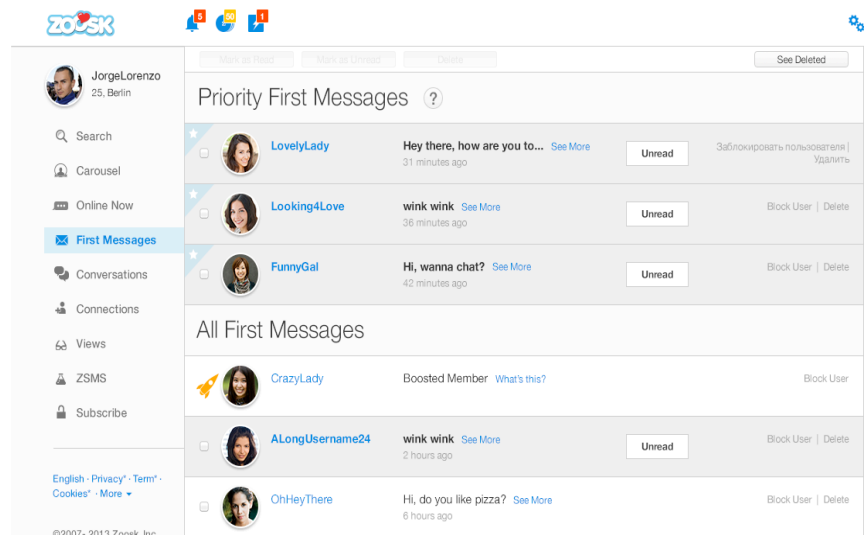 ZOOSK
5
50
1
JorgeLorenzo
25, Berlin
Search
Carousel
Online Now
First Messages
Conversations
Connections
Views
ZSMS
Subscribe
English · Privacy° · Term° ·
Cookies° · More
©2007- 2013 Zoosk, Inc.
Mark as Read Mark as Unread Delete See Deleted
Priority First Messages ?
LovelyLady Hey there, how are you to... See More Unread Заблокировать пользователя |
31 minutes ago Удалить
Looking4Love wink wink See More Unread Block User | Delete
36 minutes ago
FunnyGal Hi, wanna chat? See More Unread Block User | Delete
42 minutes ago
All First Messages
CrazyLady Boosted Member What's this? Block User
ALongUsername24 wink wink See More Unread Block User | Delete
2 hours ago
OhHeyThere Hi, do you like pizza? See More Block User | Delete
6 hours ago